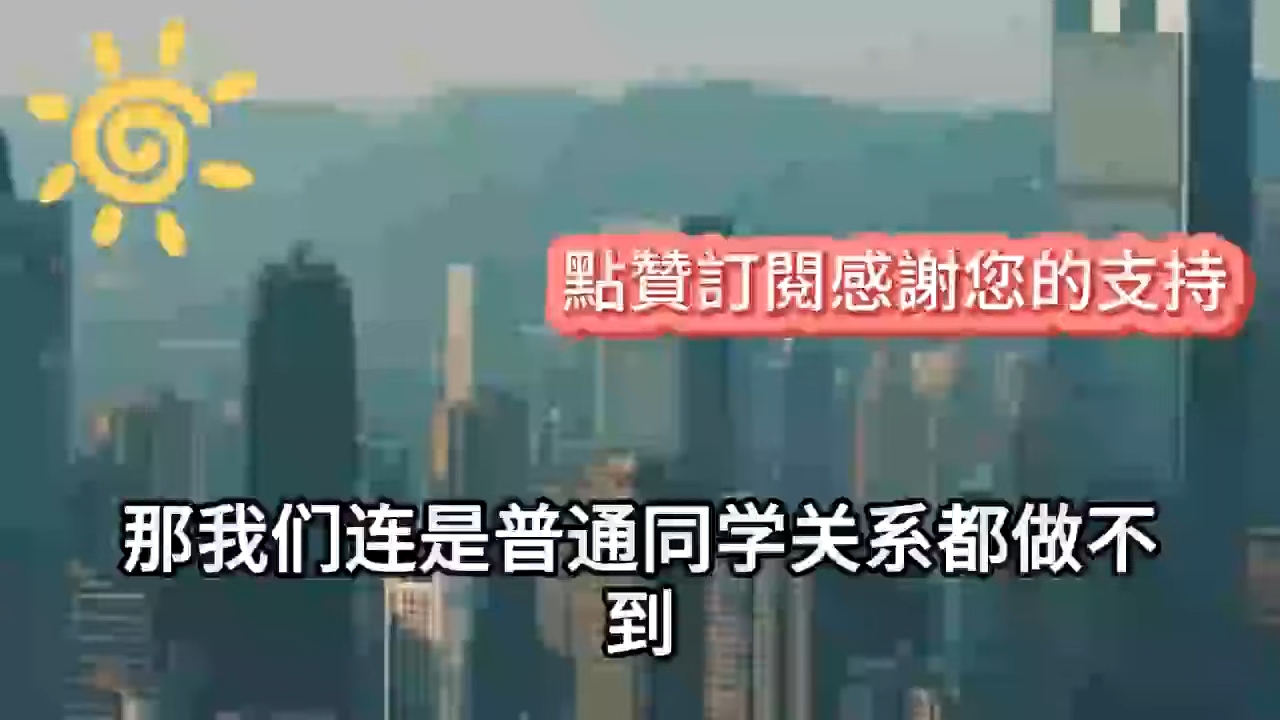 點贊訂閱感謝您的支持
那我们连是普通同学关系都做不
到